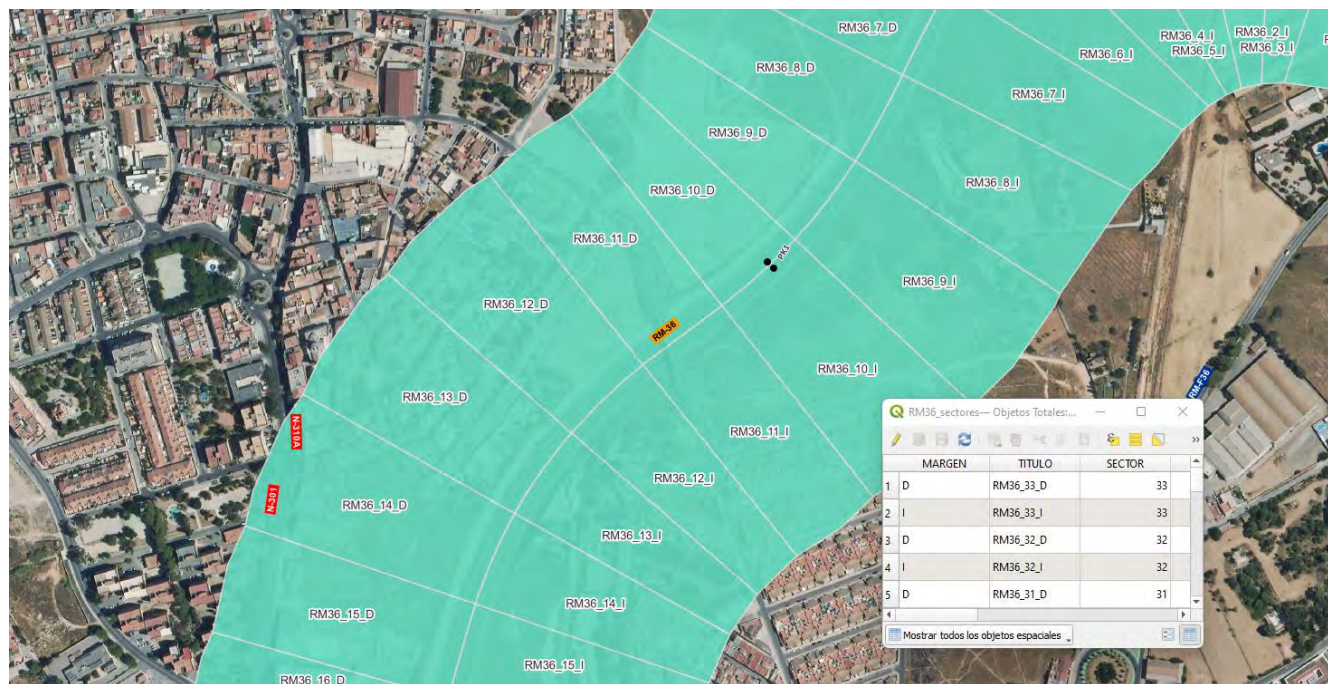 RM36_7_D
RM36_4_I
RM36_2_I
RM36_5_I
RM36_3_I
RM36_6_I
RM36_8_D
RM36_7_I
RM36_9_D
RM36_10_D
RM36_8_I
RM36_11_D
PK1
RM36_9_I
RM36_12_D
RM-36
RM36_10_I
RM-F36
RM36_13_D
N-310A
RM36_11_I
RM36_12_I
N-301
RM36_14_D
RM36_13_I
RM36_14_I
RM36_15_D
RM36_15_I
RM36_16_D
RM36_sectores— Objetos Totales:...
MARGEN TITULO SECTOR
1 D RM36_33_D 33
2 I RM36_33_I 33
3 D RM36_32_D 32
4 I RM36_32_I 32
5 D RM36_31_D 31
Mostrar todos los objetos espaciales